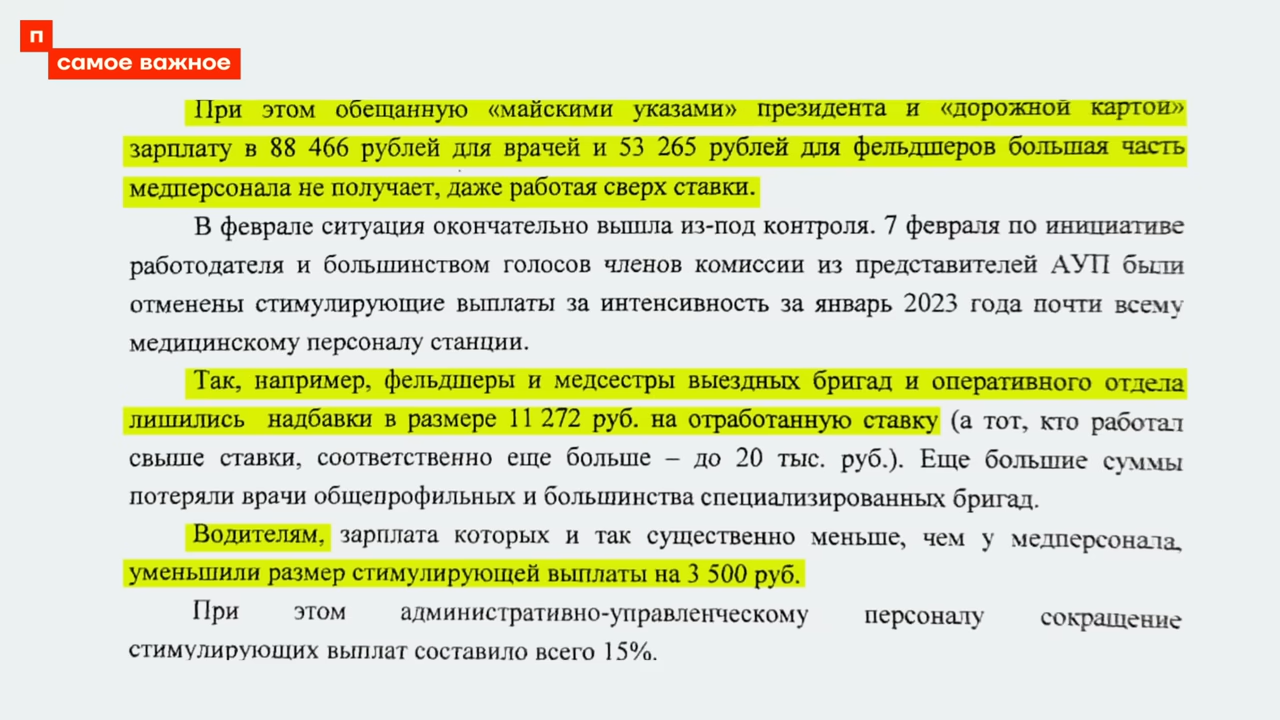 п
самое важное
При этом обещанную «майскими указами» президента и «дорожной картой»
зарплату в 88 466 рублей для врачей и 53 265 рублей для фельдшеров большая часть
медперсонала не получает, даже работая сверх ставки.
В феврале ситуация окончательно вышла из-под контроля. 7 февраля по инициативе
работодателя и большинством голосов членов комиссии из представителей АУП были
отменены стимулирующие выплаты за интенсивность за январь 2023 года почти всему
медицинскому персоналу станции.
Так, например, фельдшеры и медсестры выездных бригад и оперативного отдела
лишились надбавки в размере 11 272 руб. на отработанную ставку (а тот, кто работал
свыше ставки, соответственно еще больше – до 20 тыс. руб.). Еще большие суммы
потеряли врачи общепрофильных и большинства специализированных бригад.
Водителям, зарплата которых и так существенно меньше, чем у медперсонала,
уменьшили размер стимулирующей выплаты на 3 500 руб.
При этом административно-управленческому персоналу сокращение
стимулирующих выплат составило всего 15%.